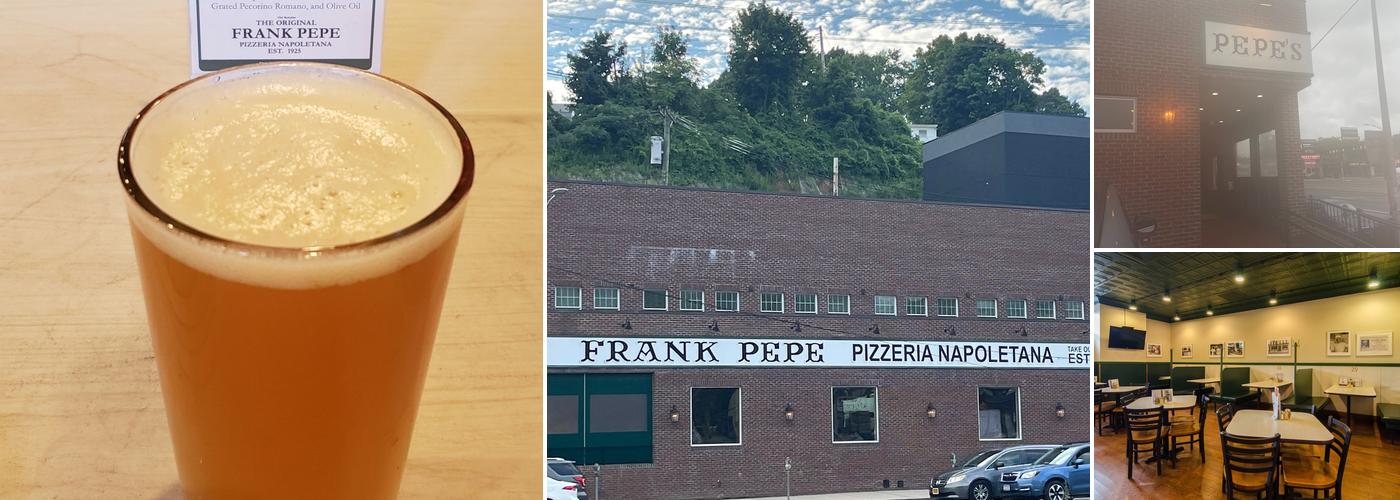 Grated Pecorino Romano, and Olive Oil
THE ORIGINAL
FRANK PEPE
PIZZERIA NAPOLETANA
EST. 1925
FRANK PEPE PIZZERIA NAPOLETANA
TAKE
EST
PEPE'S